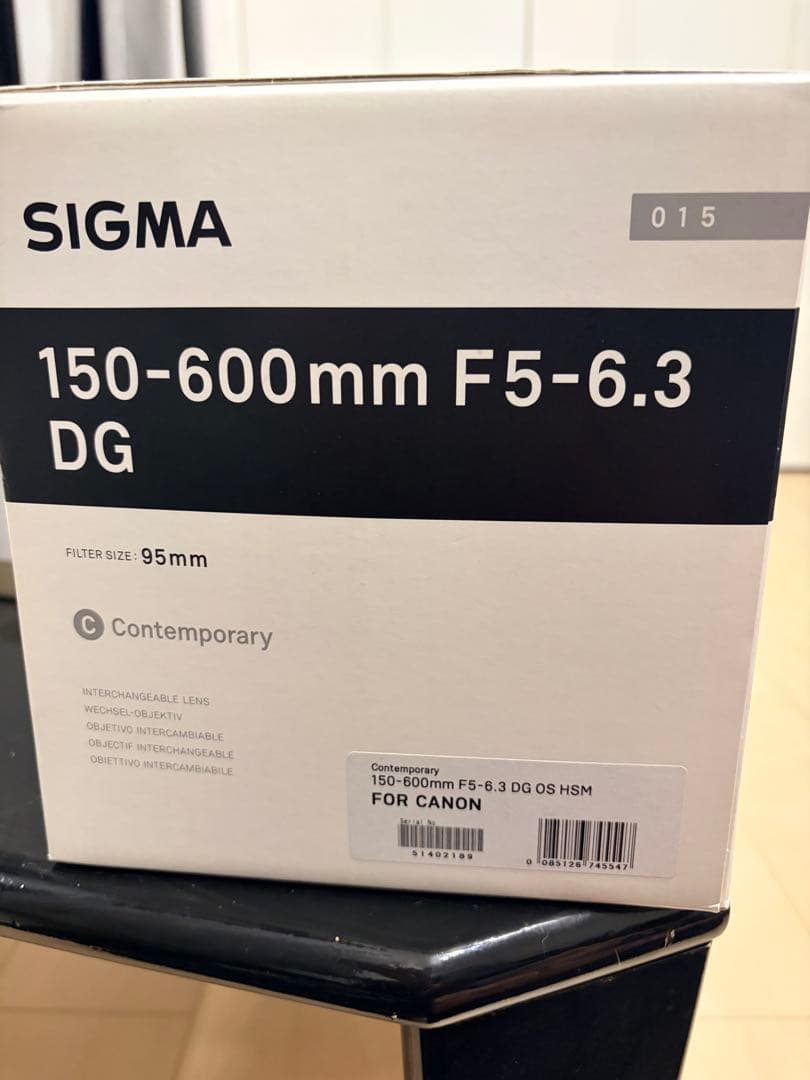 SIGMA
015
150-600mm F5-6.3
DG
FILTER SIZE: 95mm
C Contemporary
INTERCHANGEABLE LENS
WECHSEL-OBJEKTIV
OBJETIVO INTERCAMBIABLE
OBJECTIF INTERCHANGEABLE
OBIETTIVO INTERCAMBIABILE
Contemporary
150-600mm F5-6.3 DG OS HSM
FOR CANON
Serial No.
51402189
0 085126 745547